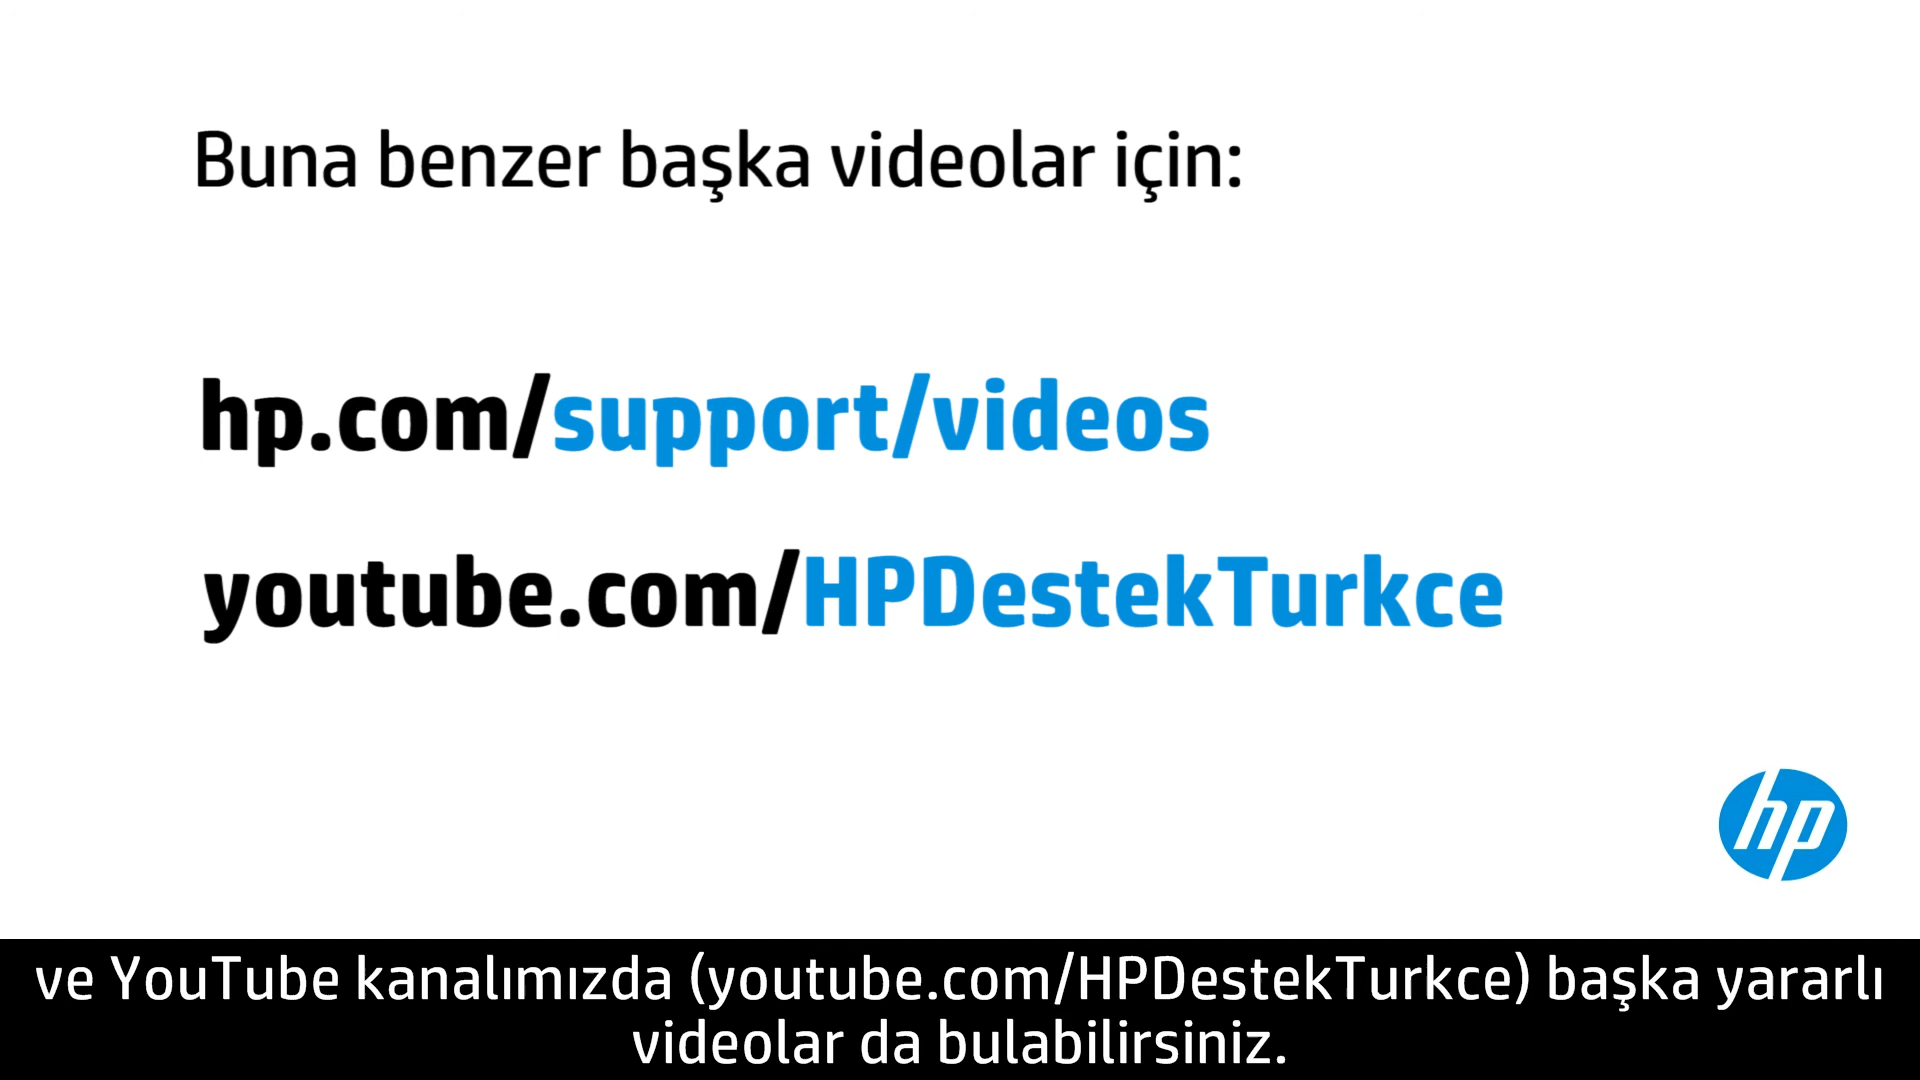 Buna benzer başka videolar için:
hp.com/support/videos
youtube.com/HPDestekTurkce
hp
ve YouTube kanalımızda (youtube.com/HPDestekTurkce) başka yararlı
videolar da bulabilirsiniz.